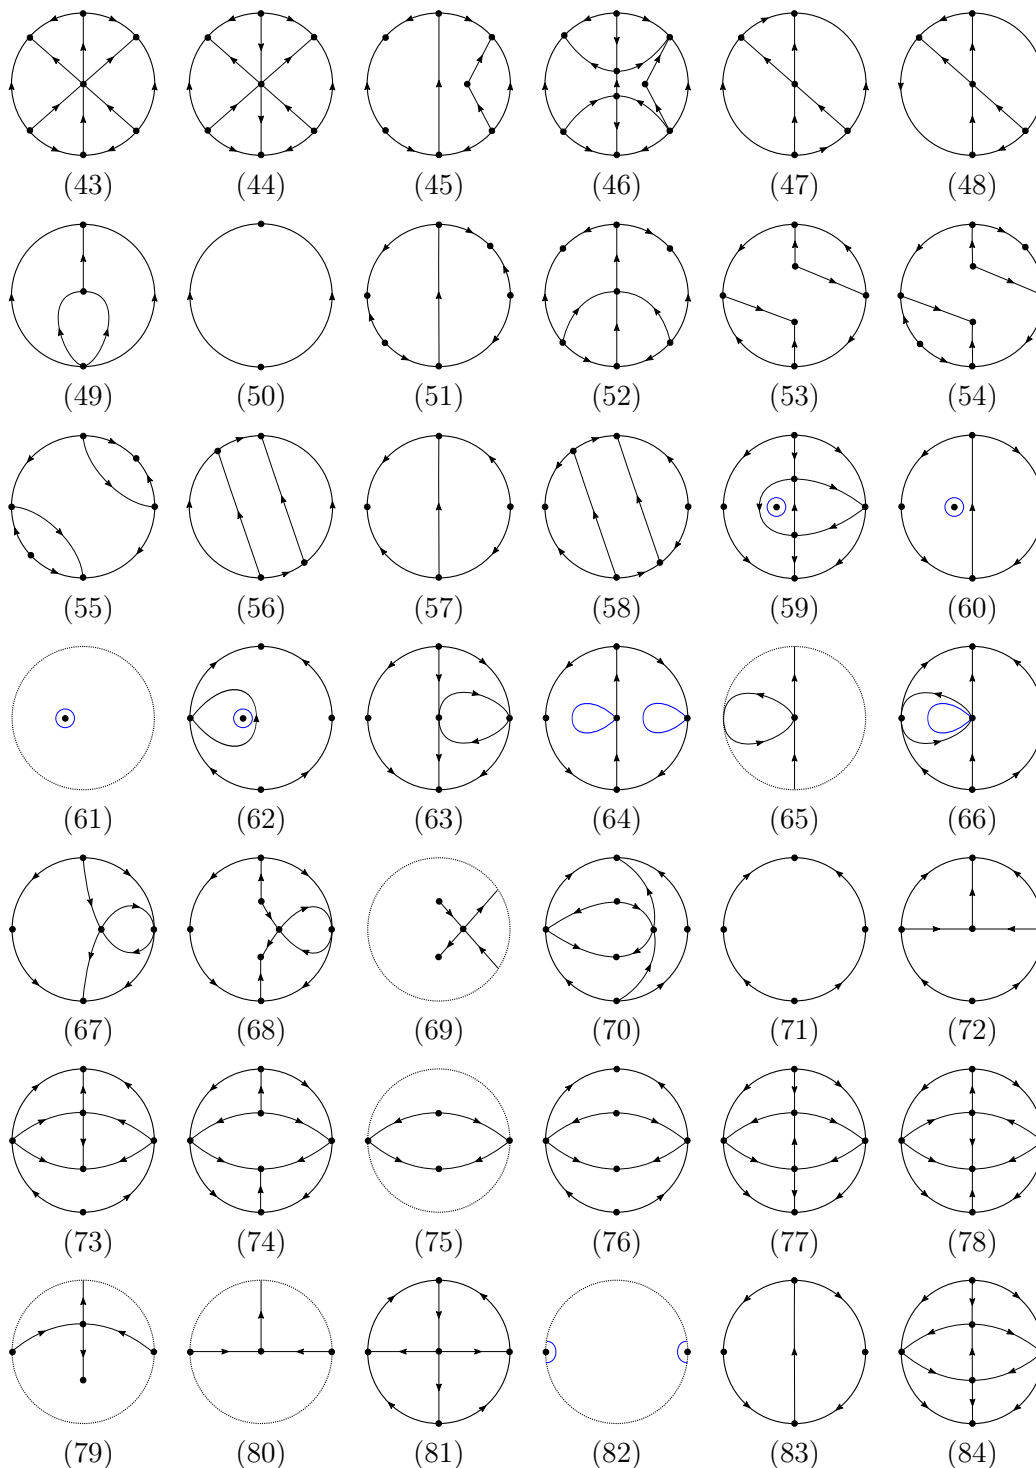 (43) (44) (45) (46) (47) (48)
(49) (50) (51) (52) (53) (54)
(55) (56) (57) (58) (59) (60)
(61) (62) (63) (64) (65) (66)
(67) (68) (69) (70) (71) (72)
(73) (74) (75) (76) (77) (78)
(79) (80) (81) (82) (83) (84)